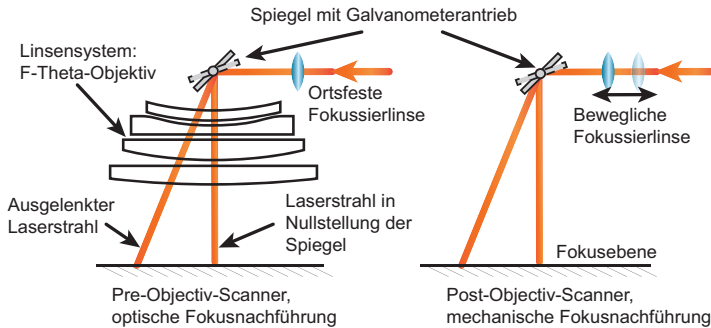 Spiegel mit Galvanometerantrieb
Linsensystem:
F-Theta-Objektiv
Ortsfeste
Fokussierlinse
Bewegliche
Fokussierlinse
Ausgelenkter
Laserstrahl
Laserstrahl in
Nullstellung der
Spiegel
Fokusebene
Pre-Objectiv-Scanner,
optische Fokusnachführung
Post-Objectiv-Scanner,
mechanische Fokusnachführung